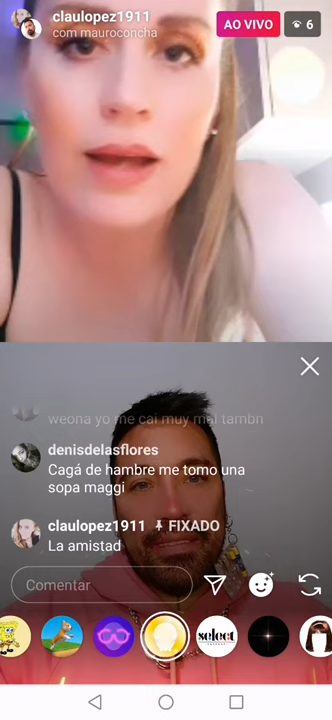 claulopez1911
com mauroconcha
AO VIVO
6
weona yo me cai muy mal tambn
denisdelasflores
Cagá de hambre me tomo una
sopa maggi
claulopez1911 FIXADO
La amistad
Comentar
select